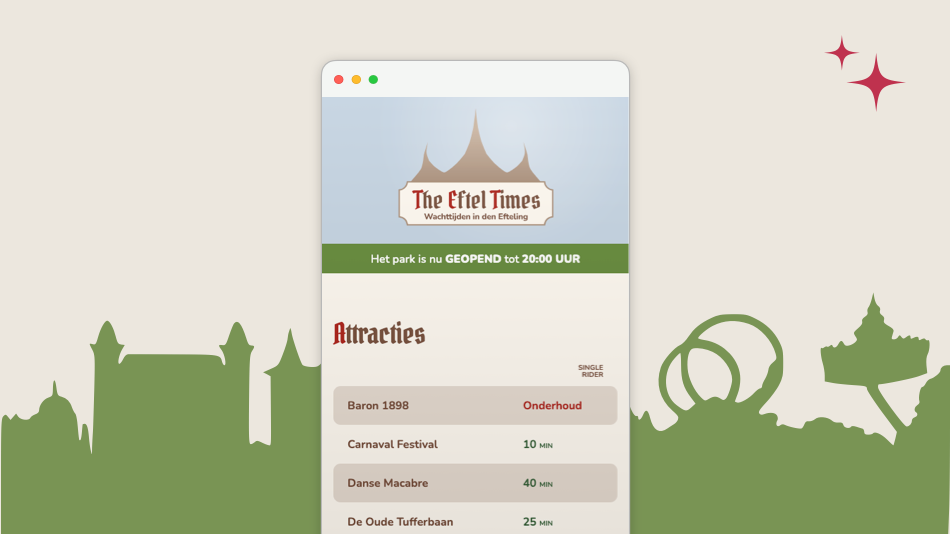 The Eftel Times
Wachttijden in den Efteling
Het park is nu GEOPEND tot 20:00 UUR
Attracties
SINGLE
RIDER
Baron 1898 Onderhoud
Carnaval Festival 10 MIN
Danse Macabre 40 MIN
De Oude Tufferbaan 25 MIN